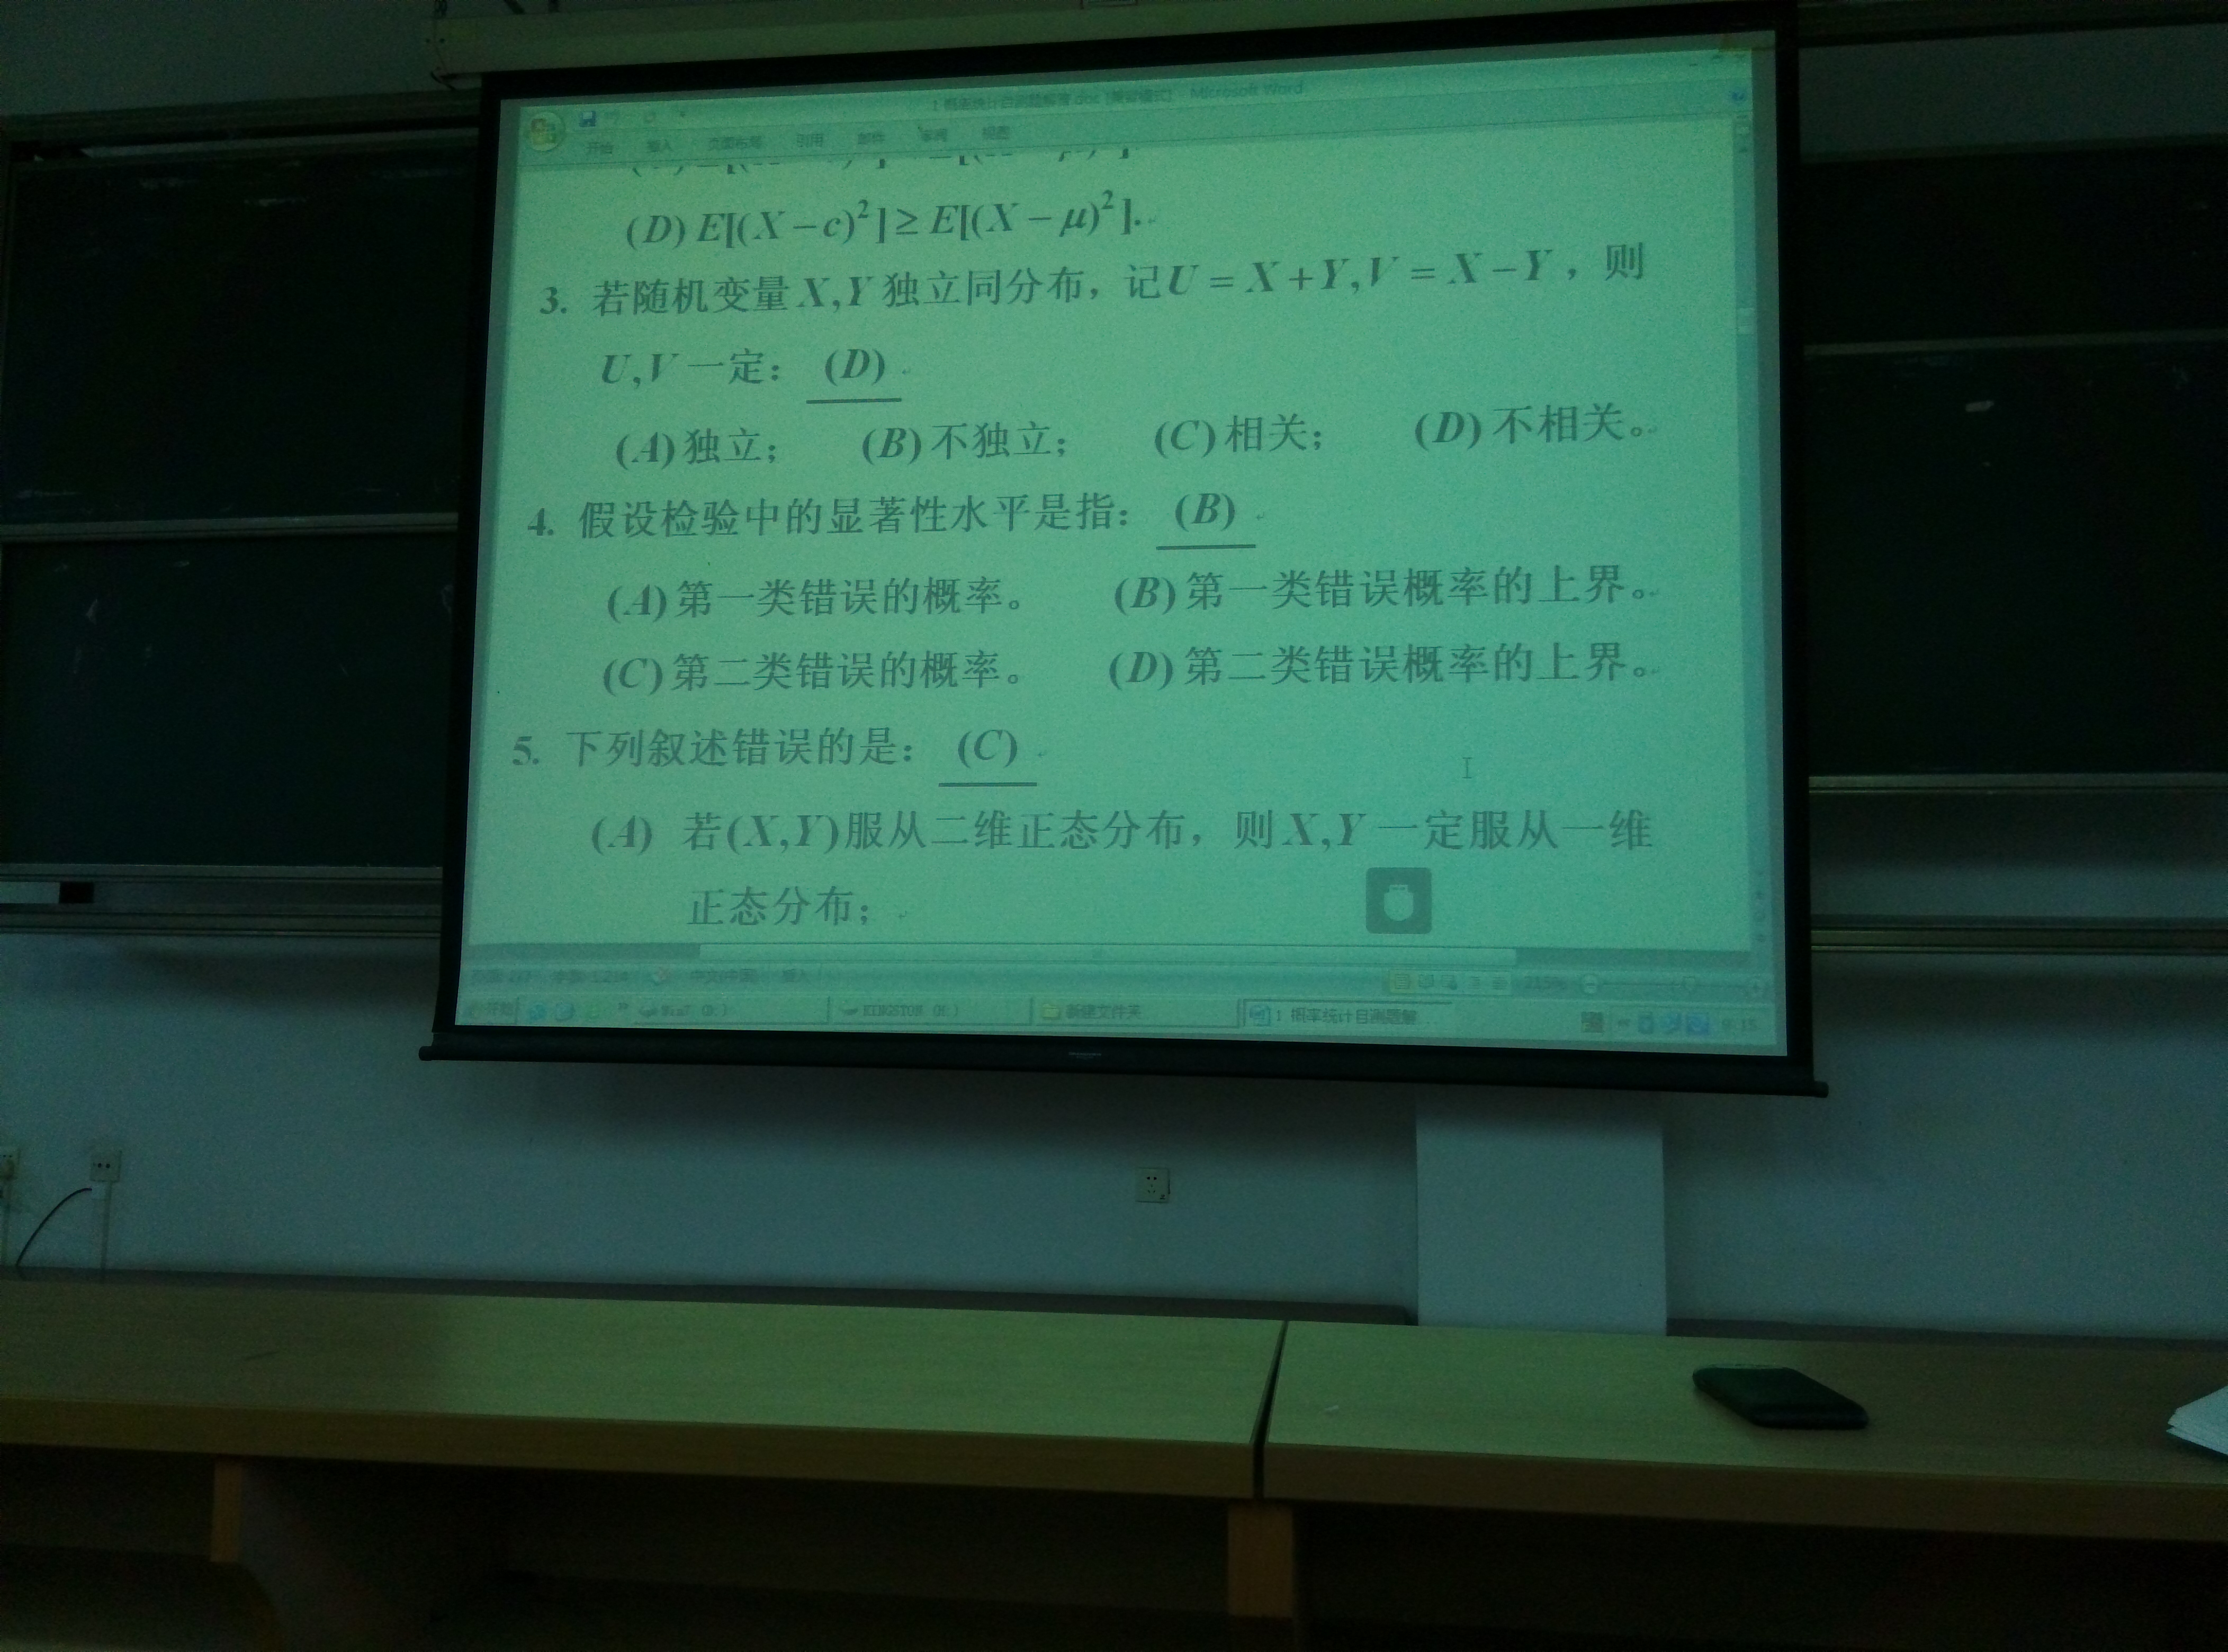 1 概率统计自测题解答.doc [兼容模式] - Microsoft Word
开始 插入 页面布局 引用 邮件 审阅 视图
(D) E[(X－c)²] ≥ E[(X－μ)²].
3. 若随机变量X,Y独立同分布，记U = X＋Y,V = X－Y，则
U,V一定： (D)
(A)独立； (B)不独立； (C)相关； (D)不相关。
4. 假设检验中的显著性水平是指： (B)
(A)第一类错误的概率。 (B)第一类错误概率的上界。
(C)第二类错误的概率。 (D)第二类错误概率的上界。
5. 下列叙述错误的是： (C)
(A) 若(X,Y)服从二维正态分布，则X,Y一定服从一维
正态分布；
中文(中国) 插入
开始 KINGSTON (H:) 新建文件夹 1 概率统计自测题解...